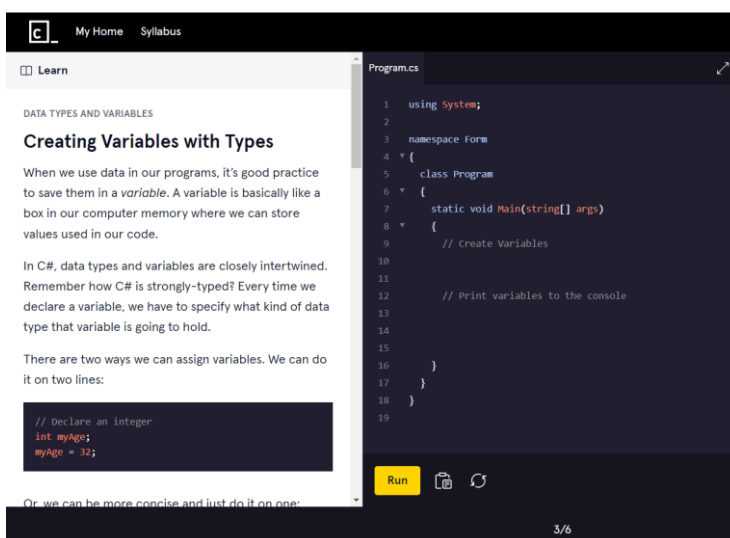 c_
My Home Syllabus
Learn
DATA TYPES AND VARIABLES
Creating Variables with Types
When we use data in our programs, it's good practice
to save them in a variable. A variable is basically like a
box in our computer memory where we can store
values used in our code.
In C#, data types and variables are closely intertwined.
Remember how C# is strongly-typed? Every time we
declare a variable, we have to specify what kind of data
type that variable is going to hold.
There are two ways we can assign variables. We can do
it on two lines:
// Declare an integer
int myAge;
myAge = 32;
Or, we can be more concise and just do it on one:
Program.cs
1 using System;
2
3 namespace Form
4 {
5 class Program
6 {
7 static void Main(string[] args)
8 {
9 // Create Variables
10
11
12 // Print variables to the console
13
14
15
16 }
17 }
18 }
19
Run
3/6